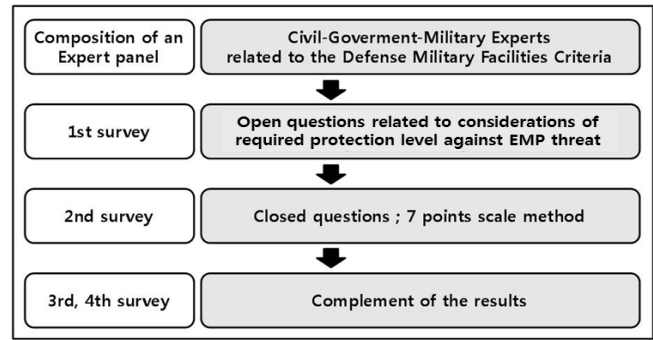 Composition of an
Expert panel
Civil-Goverment-Military Experts
related to the Defense Military Facilities Criteria
1st survey
Open questions related to considerations of
required protection level against EMP threat
2nd survey
Closed questions ; 7 points scale method
3rd, 4th survey
Complement of the results